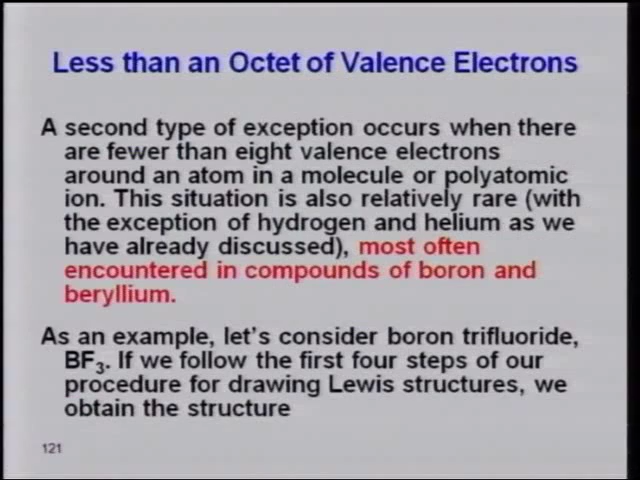 Less than an Octet of Valence Electrons
A second type of exception occurs when there
are fewer than eight valence electrons
around an atom in a molecule or polyatomic
ion. This situation is also relatively rare (with
the exception of hydrogen and helium as we
have already discussed), most often
encountered in compounds of boron and
beryllium.
As an example, let's consider boron trifluoride,
BF₃. If we follow the first four steps of our
procedure for drawing Lewis structures, we
obtain the structure
121